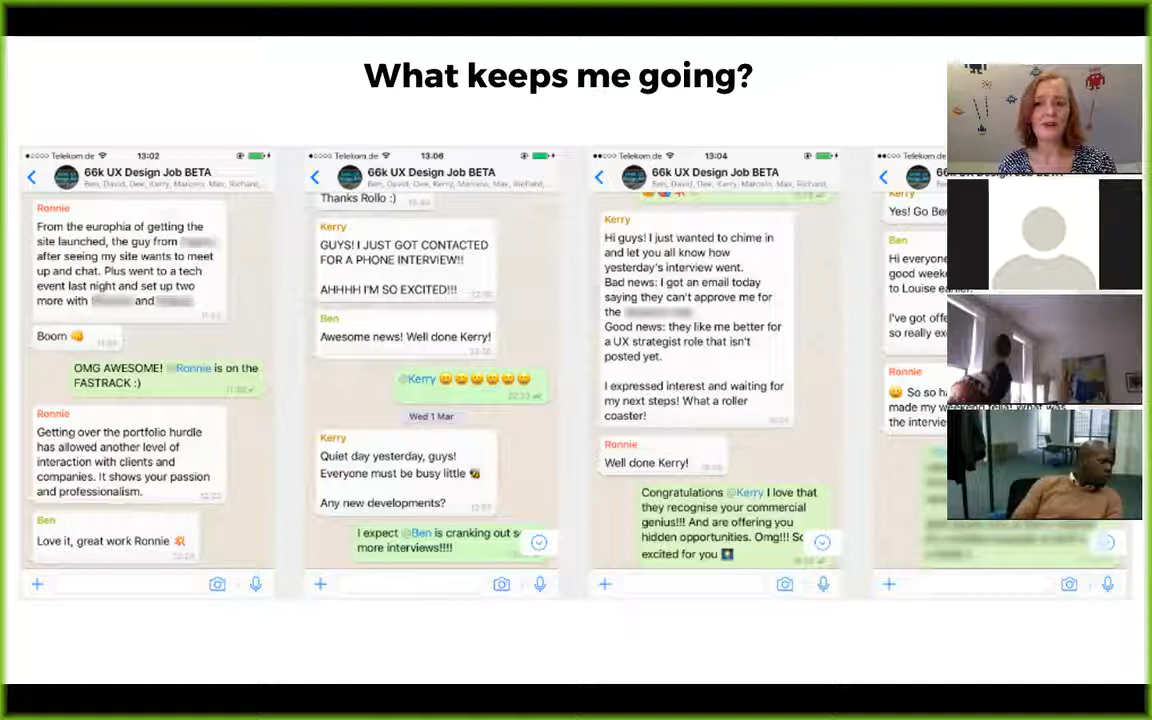 What keeps me going?
Telekom.de
13:02
66k UX Design Job BETA
Ben, David, Dee, Kerry, Marcelo, Max, Richard,
Ronnie
From the europhia of getting the
site launched, the guy from
after seeing my site wants to meet
up and chat. Plus went to a tech
event last night and set up two
more with and
Boom
OMG AWESOME! @Ronnie is on the
FASTRACK :)
Ronnie
Getting over the portfolio hurdle
has allowed another level of
interaction with clients and
companies. It shows your passion
and professionalism.
Ben
Love it, great work Ronnie
Telekom.de
13:06
66k UX Design Job BETA
Ben, David, Dee, Kerry, Marcelo, Max, Richard,
Thanks Rollo :)
Kerry
GUYS! I JUST GOT CONTACTED
FOR A PHONE INTERVIEW!!
AHHHH I'M SO EXCITED!!!
Ben
Awesome news! Well done Kerry!
@Kerry
Wed 1 Mar
Kerry
Quiet day yesterday, guys!
Everyone must be busy little
Any new developments?
I expect @Ben is cranking out
more interviews!!!!
Telekom.de
13:04
66k UX Design Job BETA
Ben, David, Dee, Kerry, Marcelo, Max, Richard,
Kerry
Hi guys! I just wanted to chime in
and let you all know how
yesterday's interview went.
Bad news: I got an email today
saying they can't approve me for
the
Good news: they like me better for
a UX strategist role that isn't
posted yet.
I expressed interest and waiting for
my next steps! What a roller
coaster!
Ronnie
Well done Kerry!
Congratulations @Kerry I love that
they recognise your commercial
genius!!! And are offering you
hidden opportunities. Omg!!! So
excited for you
Telekom.de
Kerry
Yes! Go Ben
Ben
Hi everyone
good week
to Louise earlier.
I've got
so really
Ronnie
So so
made my weekend fella! What was
the